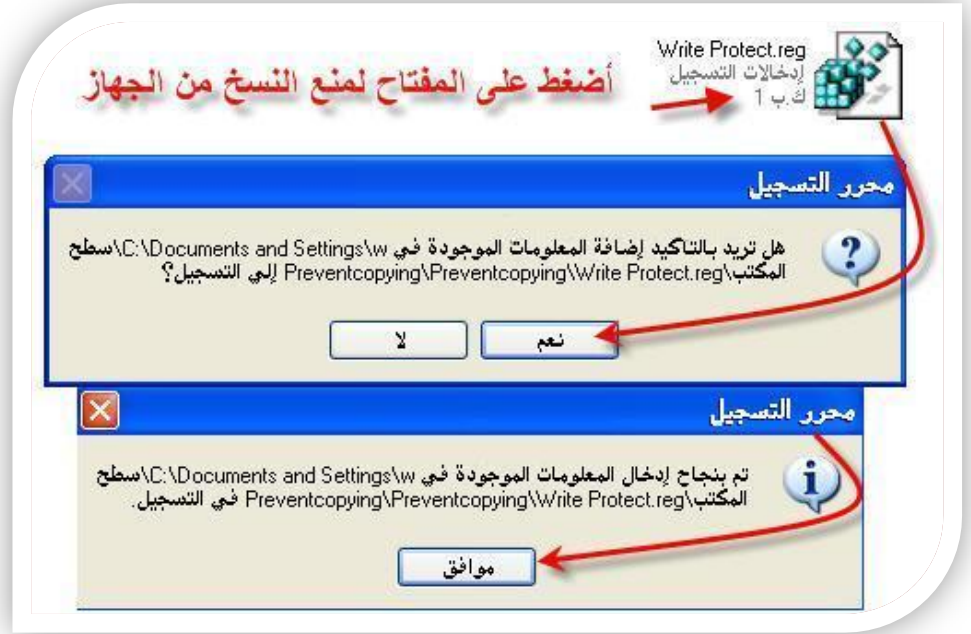 Write Protect.reg
إدخالات التسجيل
1 ك.ب
أضغط على المفتاح لمنع النسخ من الجهاز
محرر التسجيل
هل تريد بالتأكيد إضافة المعلومات الموجودة في C:\Documents and Settings\w\سطح
المكتب\Preventcopying\Preventcopying\Write Protect.reg إلى التسجيل؟
نعم
لا
محرر التسجيل
تم بنجاح إدخال المعلومات الموجودة في C:\Documents and Settings\w\سطح
المكتب\Preventcopying\Preventcopying\Write Protect.reg في التسجيل.
موافق